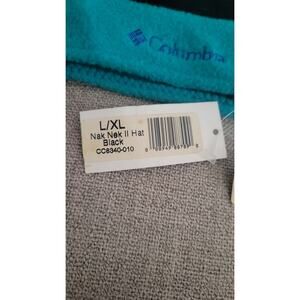 Columbia
L/XL
Nak Nek II Hat
Black
CC8340-010